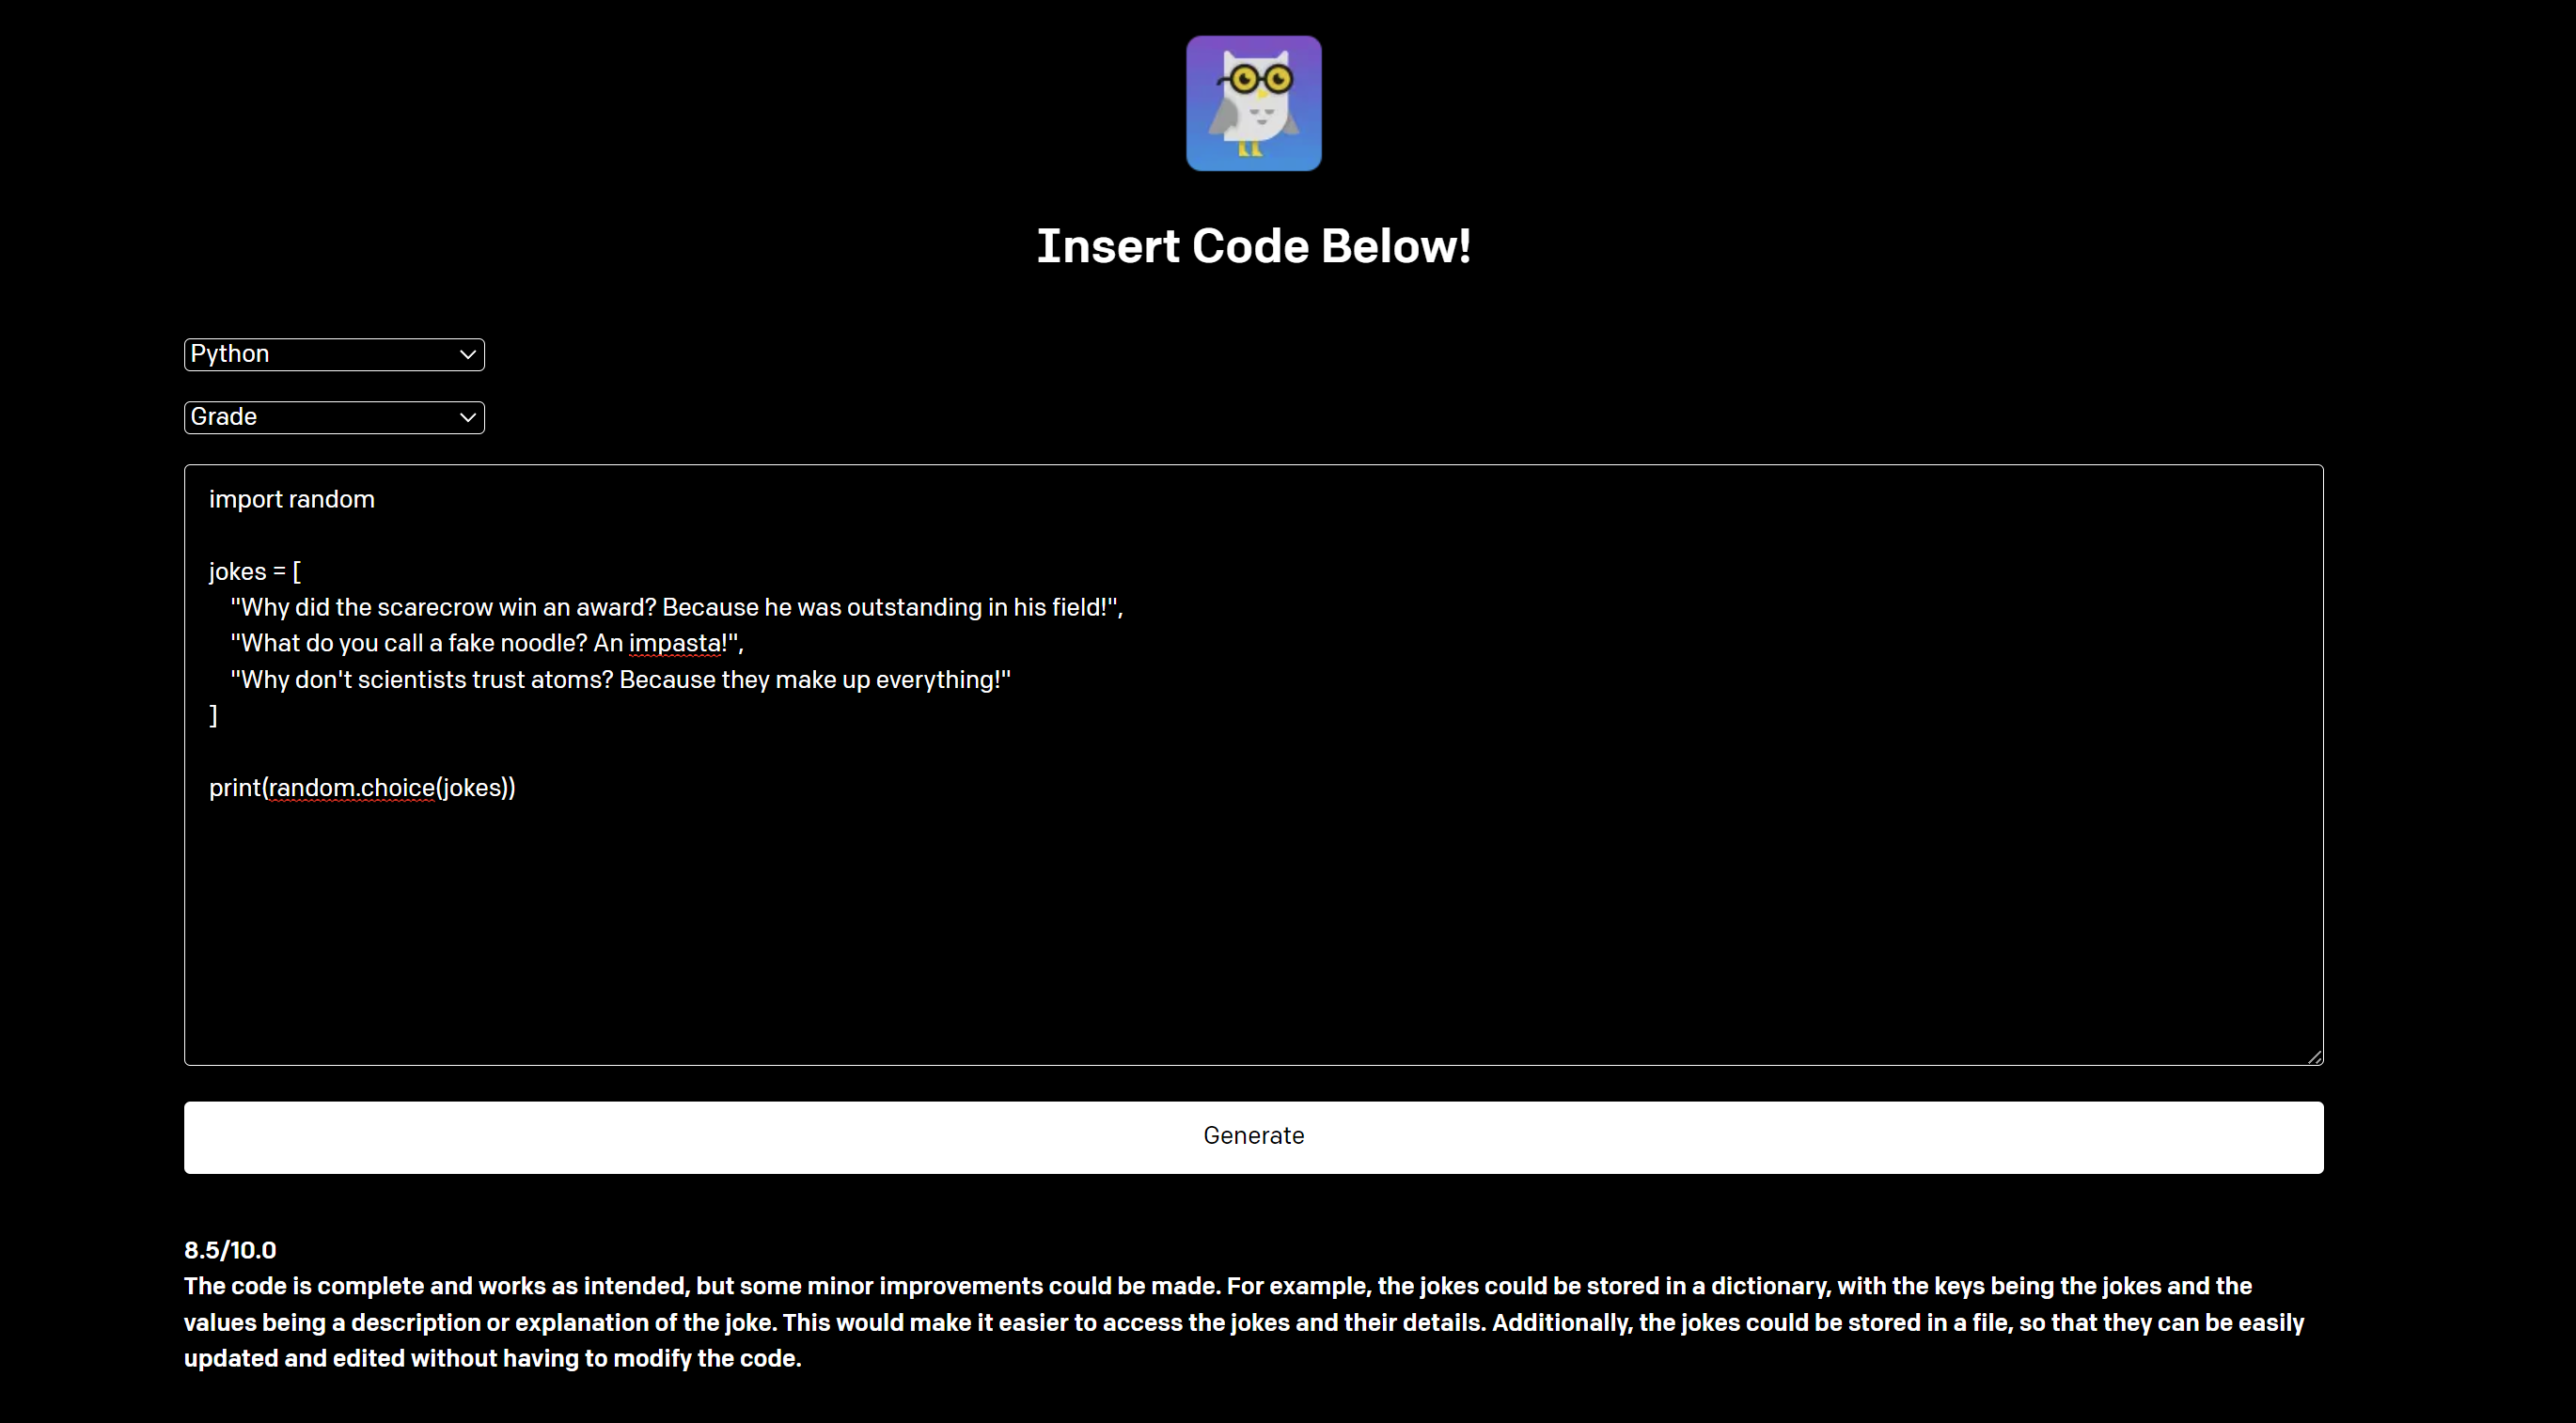 Insert Code Below!
Python
Grade
import random
jokes = [
"Why did the scarecrow win an award? Because he was outstanding in his field!",
"What do you call a fake noodle? An impasta!",
"Why don't scientists trust atoms? Because they make up everything!"
]
print(random.choice(jokes))
Generate
8.5/10.0
The code is complete and works as intended, but some minor improvements could be made. For example, the jokes could be stored in a dictionary, with the keys being the jokes and the
values being a description or explanation of the joke. This would make it easier to access the jokes and their details. Additionally, the jokes could be stored in a file, so that they can be easily
updated and edited without having to modify the code.